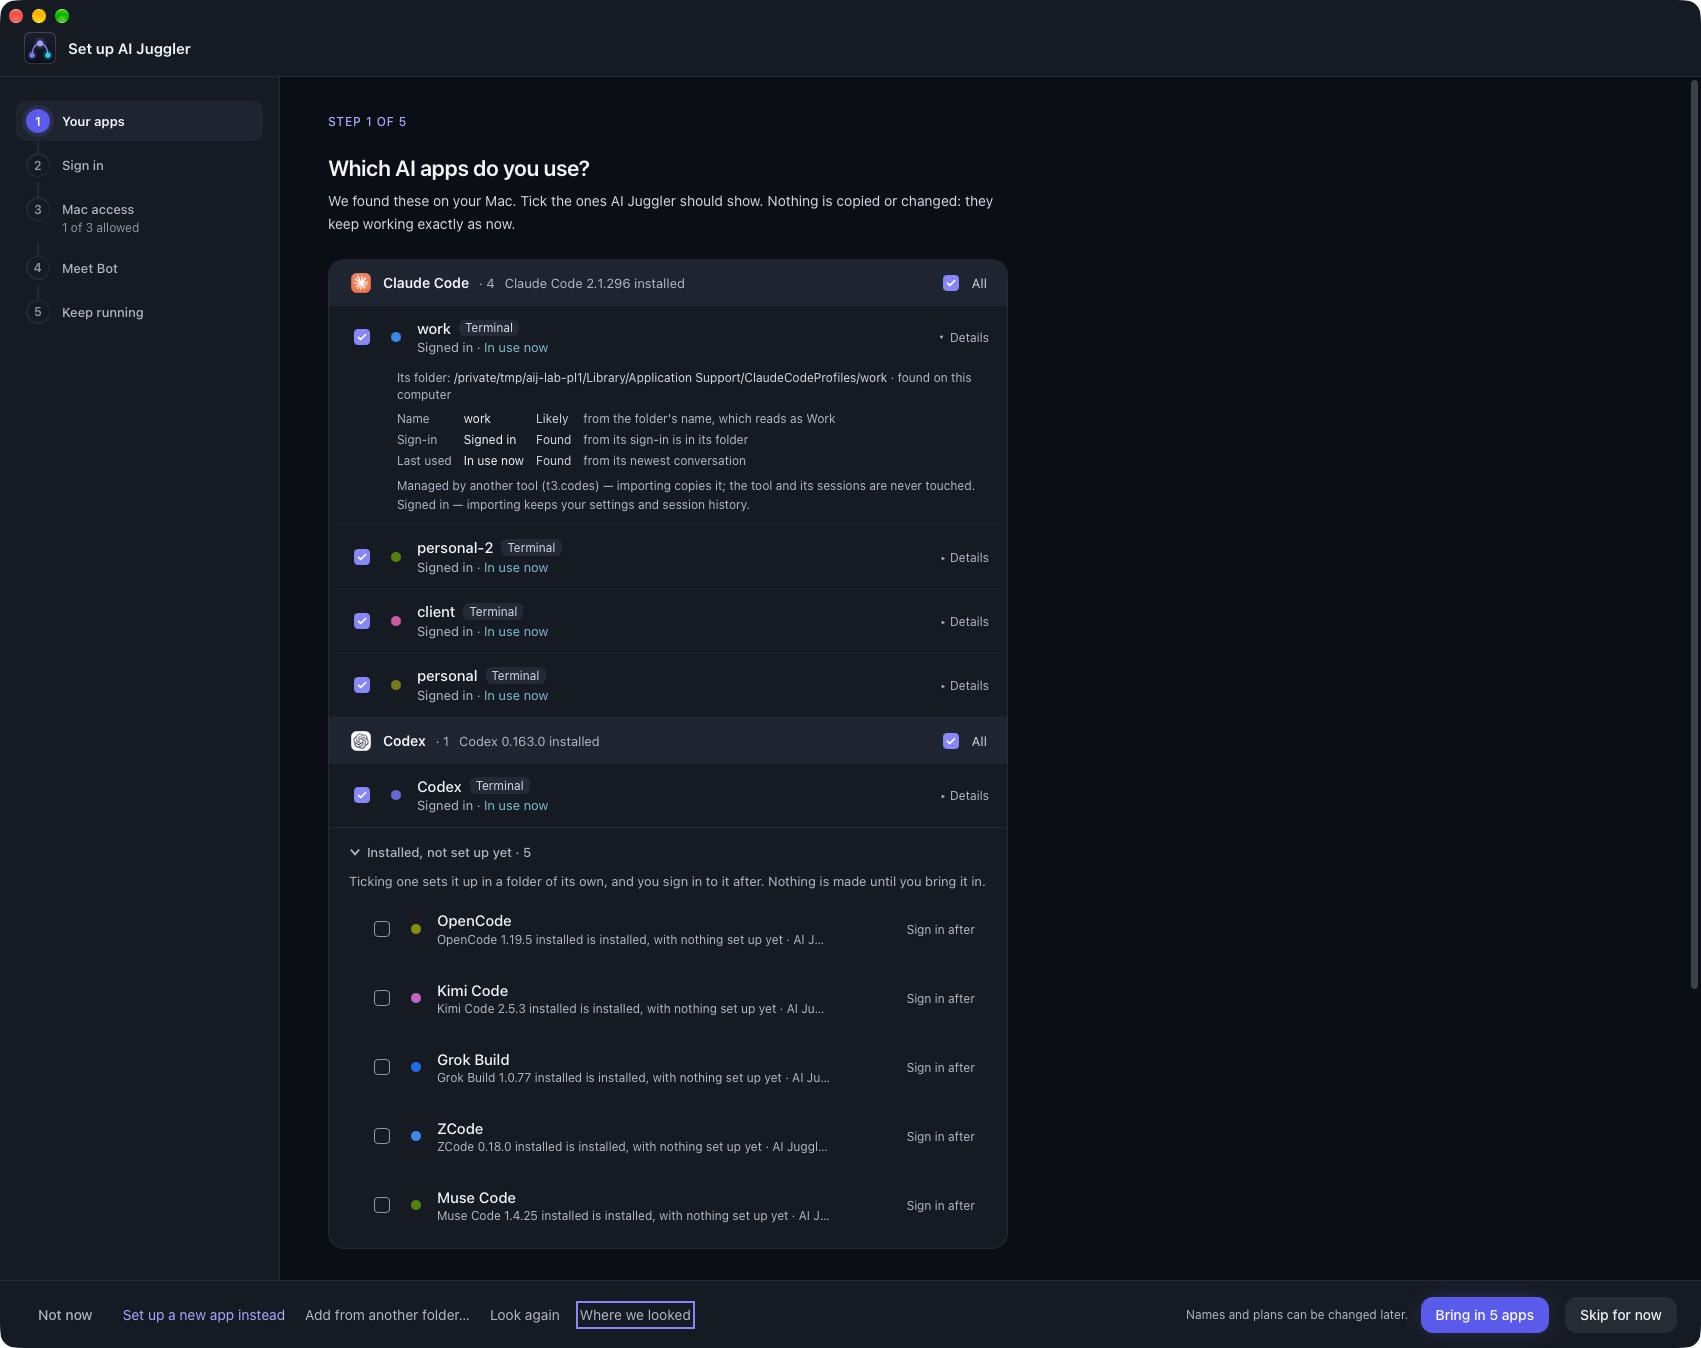 Set up AI Juggler
1 Your apps
2 Sign in
3 Mac access
1 of 3 allowed
4 Meet Bot
5 Keep running
STEP 1 OF 5
Which AI apps do you use?
We found these on your Mac. Tick the ones AI Juggler should show. Nothing is copied or changed: they
keep working exactly as now.
Claude Code · 4 Claude Code 2.1.296 installed All
work Terminal
Signed in · In use now
Details
Its folder: /private/tmp/aij-lab-pl1/Library/Application Support/ClaudeCodeProfiles/work · found on this
computer
Name work Likely from the folder's name, which reads as Work
Sign-in Signed in Found from its sign-in is in its folder
Last used In use now Found from its newest conversation
Managed by another tool (t3.codes) — importing copies it; the tool and its sessions are never touched.
Signed in — importing keeps your settings and session history.
personal-2 Terminal
Signed in · In use now
Details
client Terminal
Signed in · In use now
Details
personal Terminal
Signed in · In use now
Details
Codex · 1 Codex 0.163.0 installed All
Codex Terminal
Signed in · In use now
Details
Installed, not set up yet · 5
Ticking one sets it up in a folder of its own, and you sign in to it after. Nothing is made until you bring it in.
OpenCode
OpenCode 1.19.5 installed is installed, with nothing set up yet · AI J...
Sign in after
Kimi Code
Kimi Code 2.5.3 installed is installed, with nothing set up yet · AI Ju...
Sign in after
Grok Build
Grok Build 1.0.77 installed is installed, with nothing set up yet · AI Ju...
Sign in after
ZCode
ZCode 0.18.0 installed is installed, with nothing set up yet · AI Juggl...
Sign in after
Muse Code
Muse Code 1.4.25 installed is installed, with nothing set up yet · AI J...
Sign in after
Not now Set up a new app instead Add from another folder... Look again Where we looked Names and plans can be changed later. Bring in 5 apps Skip for now